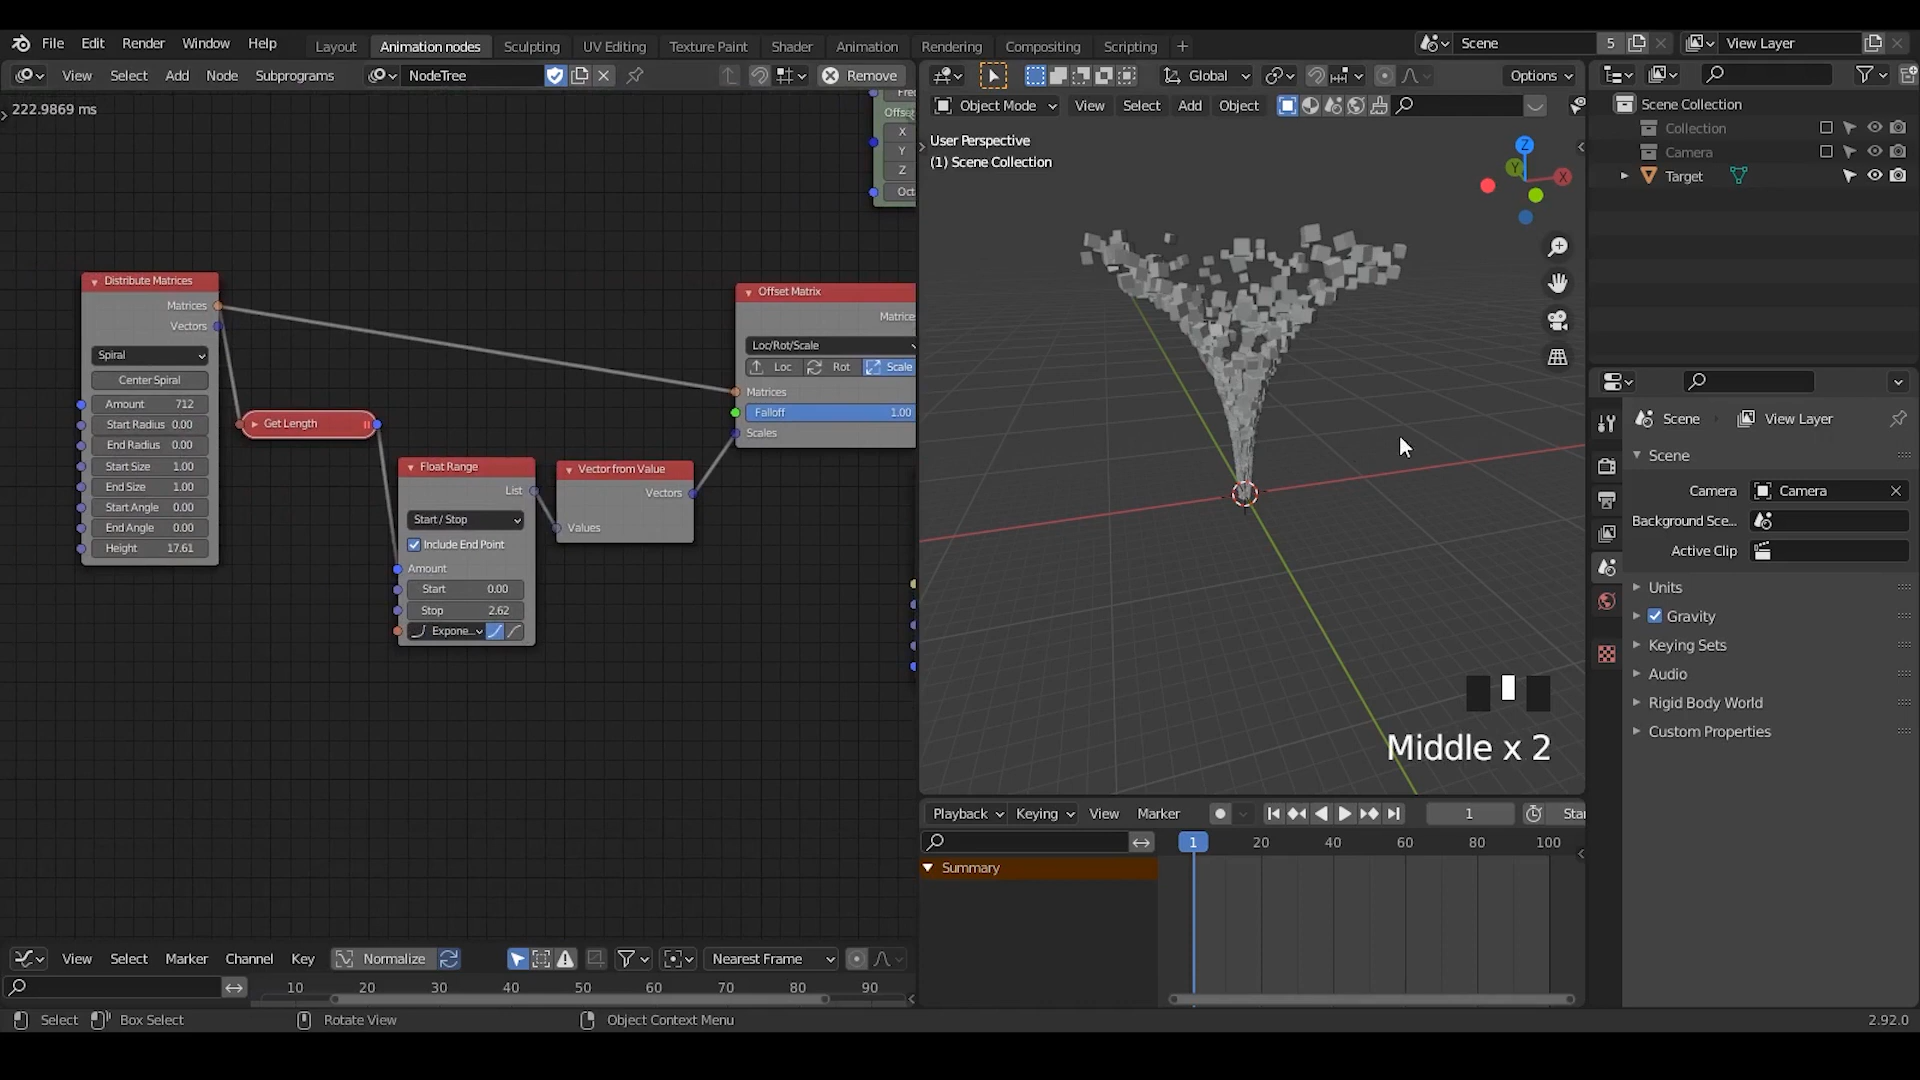 File Edit Render Window Help Layout Animation nodes Sculpting UV Editing Texture Paint Shader Animation Rendering Compositing Scripting Scene 5 View Layer
View Select Add Node Subprograms NodeTree Remove
222.9869 ms
X
Y
Z
Distribute Matrices
Matrices
Vectors
Spiral
Center Spiral
Amount 712
Start Radius 0.00
End Radius 0.00
Start Size 1.00
End Size 1.00
Start Angle 0.00
End Angle 0.00
Height 17.61
Get Length
Float Range
List
Start / Stop
Include End Point
Amount
Start 0.00
Stop 2.62
Expone...
Vector from Value
Vectors
Values
Offset Matrix
Loc/Rot/Scale
Loc Rot Scale
Matrices
Falloff 1.00
Scales
Global Options
Object Mode View Select Add Object
User Perspective
(1) Scene Collection
Z
Y
X
Middle x 2
Playback Keying View Marker 1
1 20 40 60 80 100
Summary
Scene Collection
Collection
Camera
Target
Scene View Layer
Scene
Camera Camera
Background Sce...
Active Clip
Units
Gravity
Keying Sets
Audio
Rigid Body World
Custom Properties
View Select Marker Channel Key Normalize Nearest Frame
10 20 30 40 50 60 70 80 90
Select Box Select Rotate View Object Context Menu 2.92.0